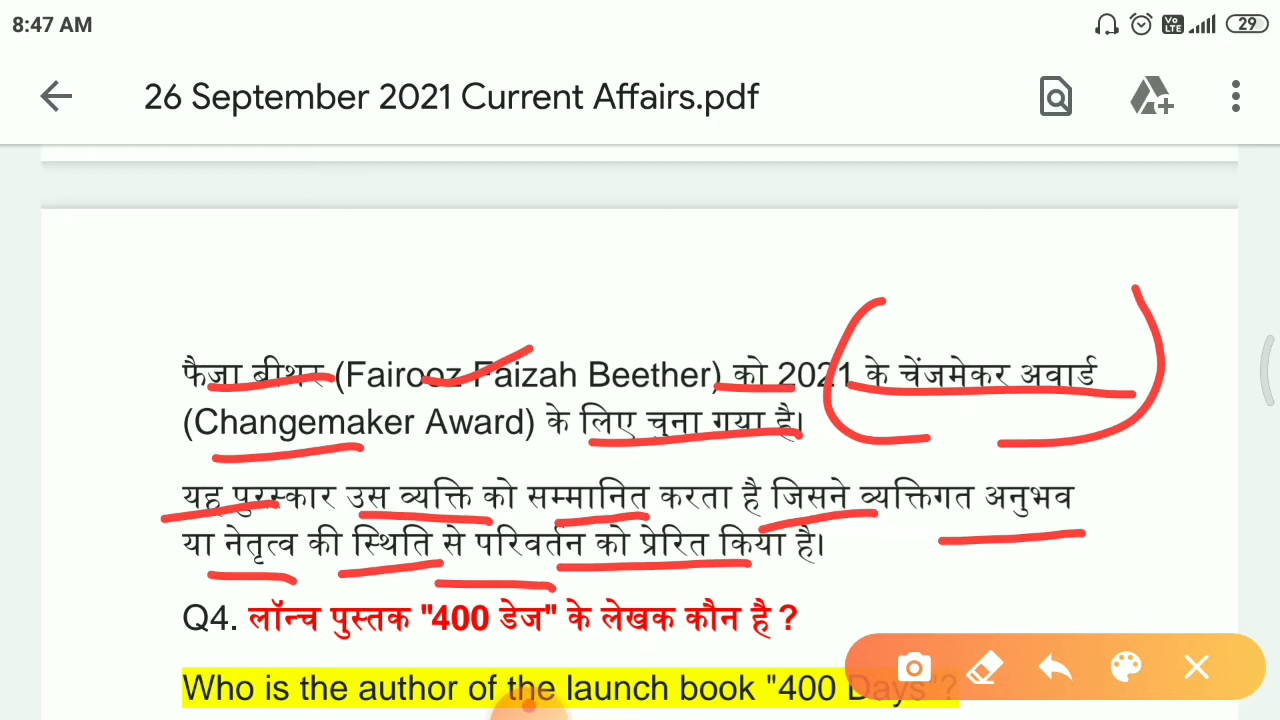 8:47 AM
Vo LTE
29
26 September 2021 Current Affairs.pdf
फैजा बीथर (Fairooz Faizah Beether) को 2021 के चेंजमेकर अवार्ड
(Changemaker Award) के लिए चुना गया है।
यह पुरस्कार उस व्यक्ति को सम्मानित करता है जिसने व्यक्तिगत अनुभव
या नेतृत्व की स्थिति से परिवर्तन को प्रेरित किया है।
Q4. लॉन्च पुस्तक "400 डेज" के लेखक कौन है ?
Who is the author of the launch book "400 Days"?